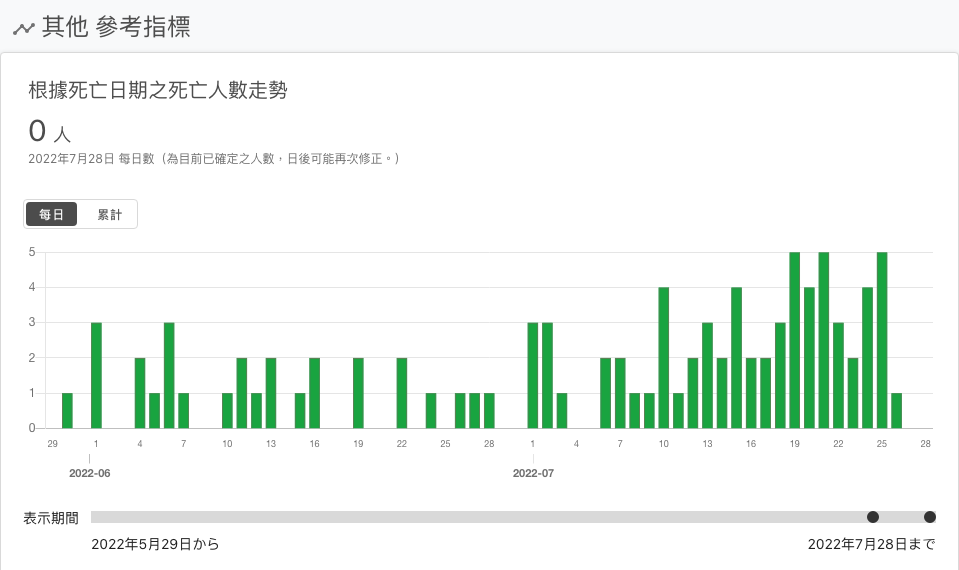 其他 參考指標
根據死亡日期之死亡人數走勢
0 人
2022年7月28日 每日數（為目前已確定之人數，日後可能再次修正。）
每日 累計
5
4
3
2
1
0
29 1 4 7 10 13 16 19 22 25 28 1 4 7 10 13 16 19 22 25 28
2022-06 2022-07
表示期間
2022年5月29日から 2022年7月28日まで